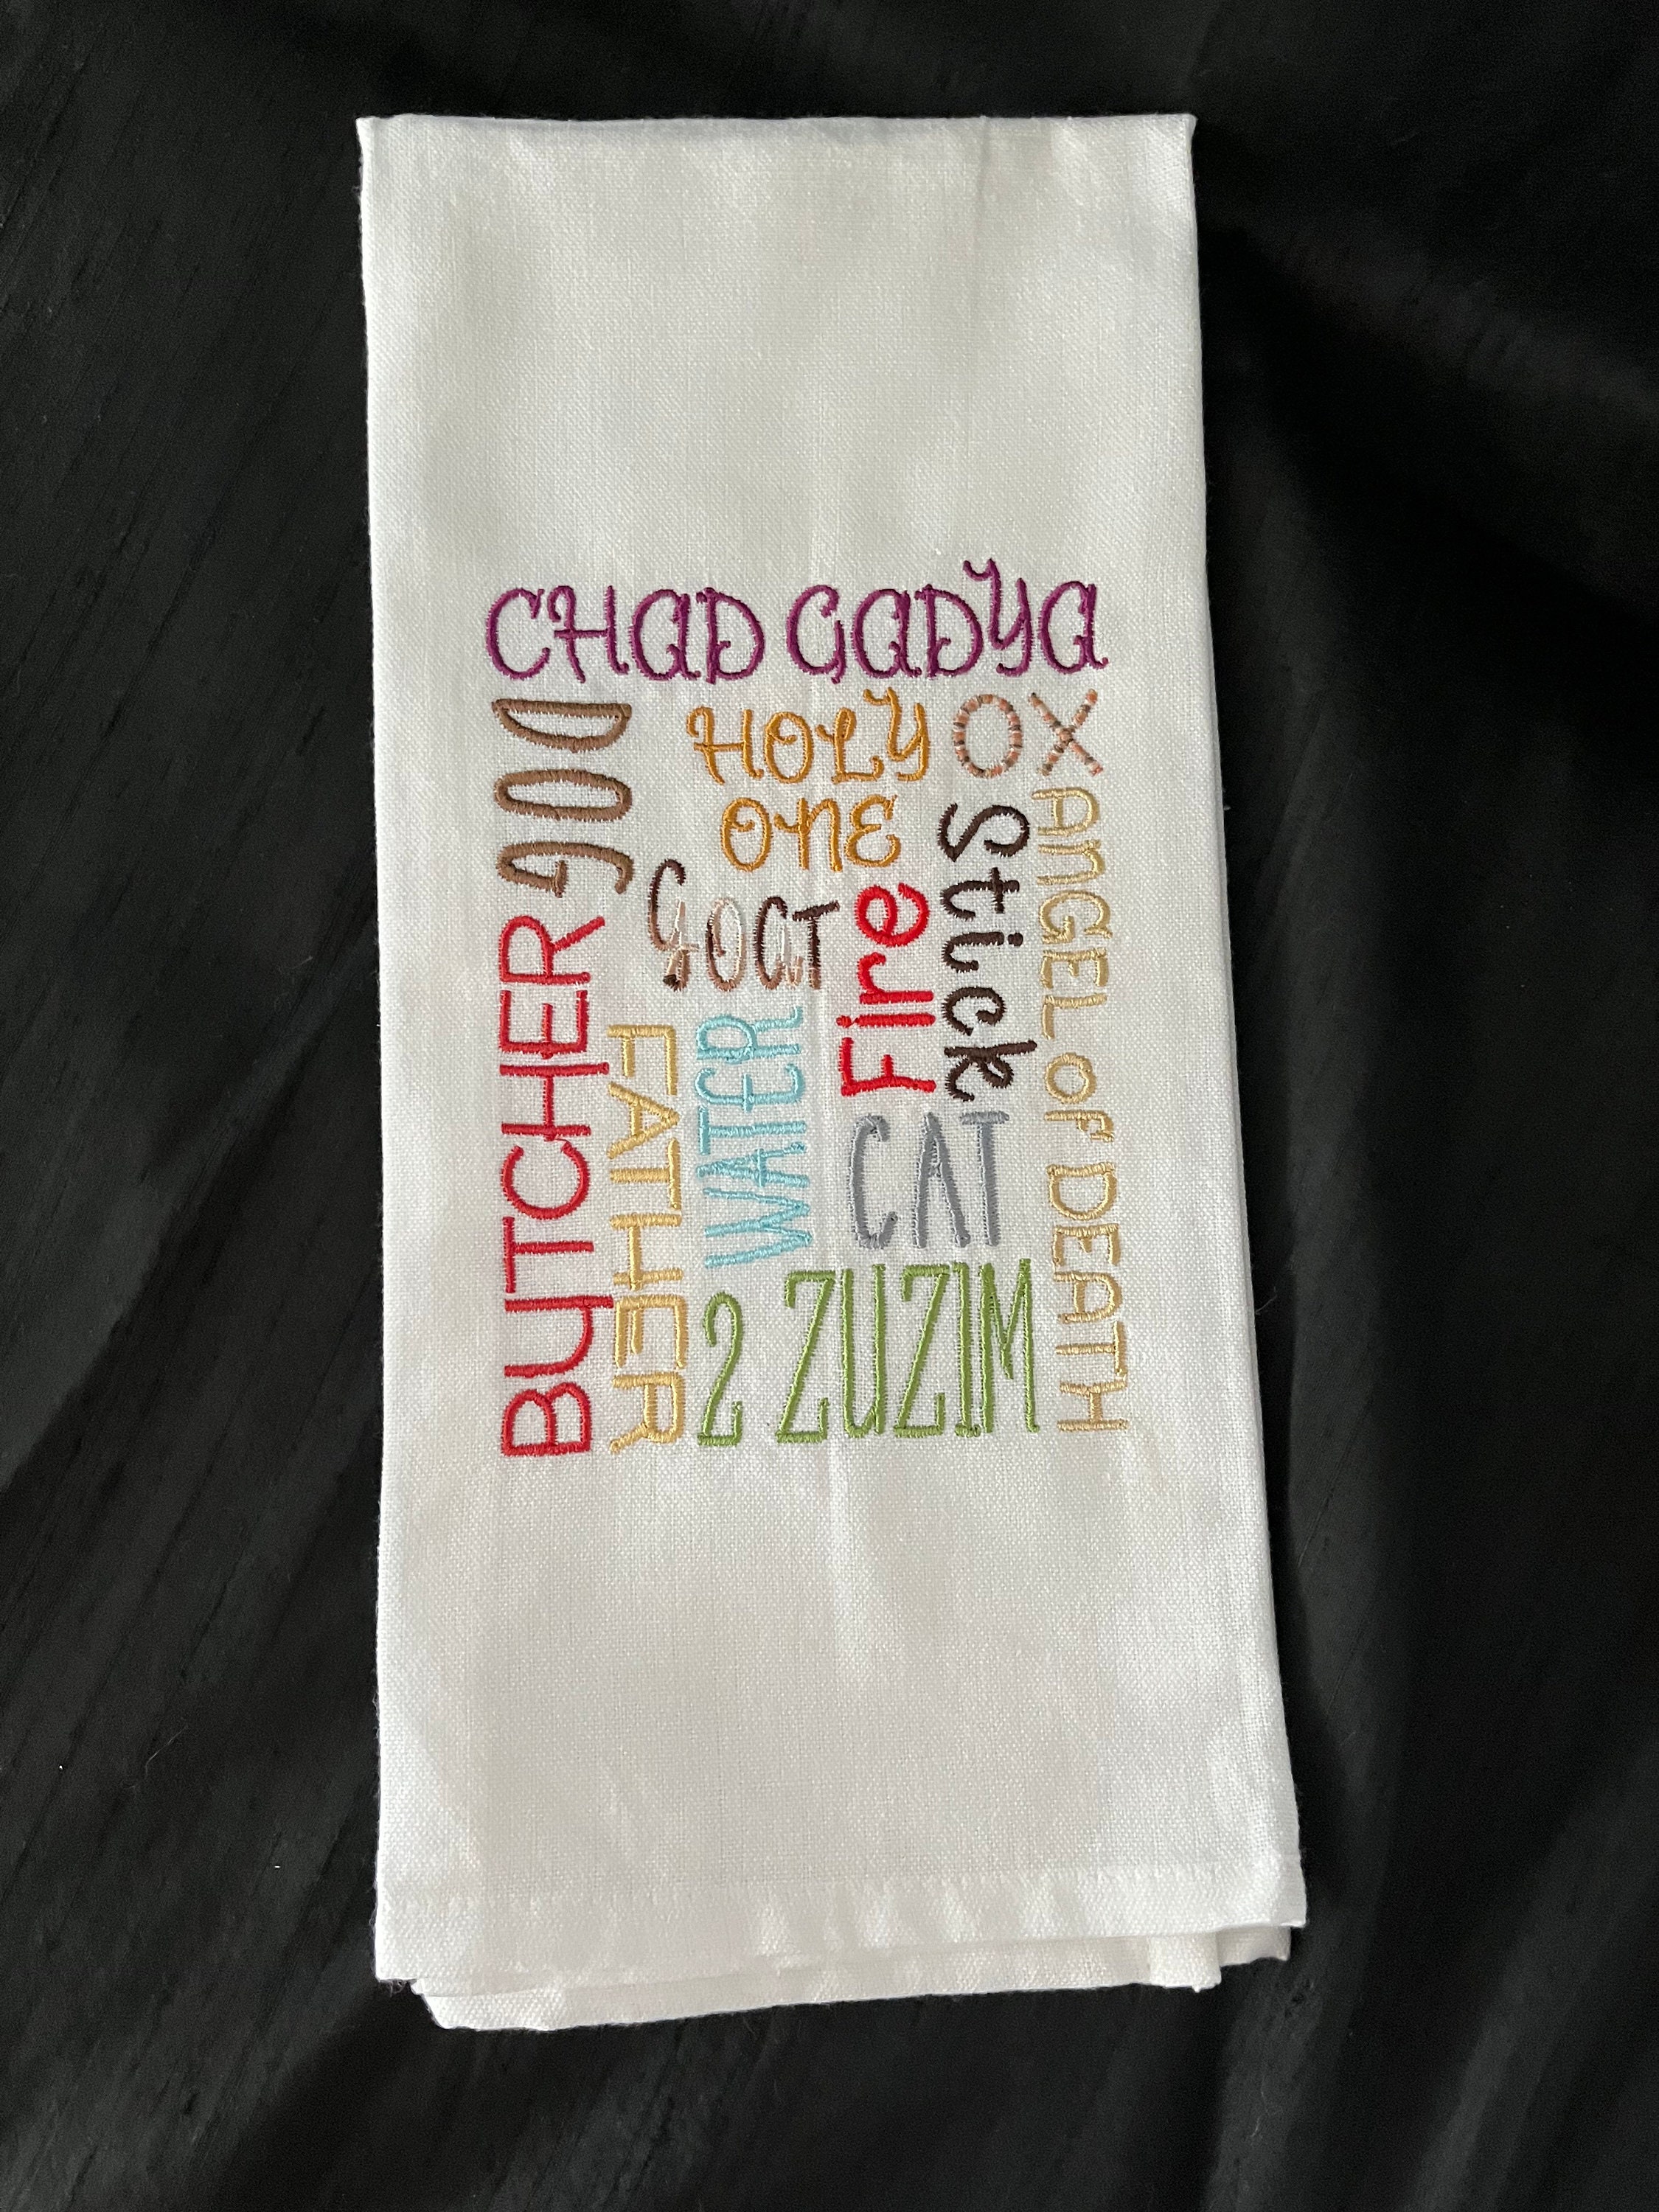 CHAD GADYA
DOG
HOLY
ONE
OX
Stick
ANGEL OF DEATH
GOAT
Fire
BUTCHER
FATHER
WATER
CAT
2 ZUZIM